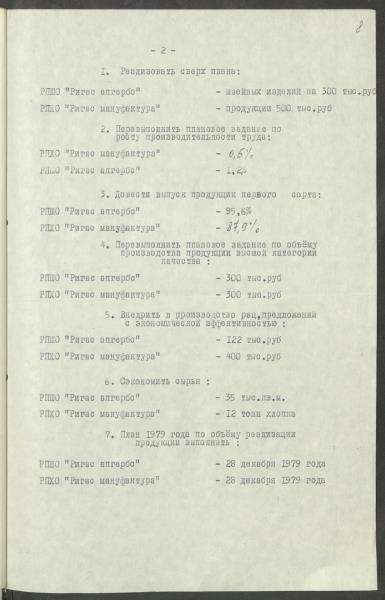 8
- 2 -
1. Реализовать сверх плана:
РПШО "Ригас апгербс" - швейных изделий на 300 тыс.руб
РПХО "Ригас мануфактура" - продукции 500 тыс.руб
2. Перевыполнить плановое задание по
росту производительности труда:
РПХО "Ригас мануфактура" - 0,5%
РПШО "Ригас апгербс" - 1,2%
3. Довести выпуск продукции первого сорта:
РПШО "Ригас апгербс" - 95,6%
РПХО "Ригас мануфактура" - 87,9%
4. Перевыполнить плановое задание по объёму
производства продукции высшей категории
качества :
РПШО "Ригас апгербс" - 300 тыс.руб
РПХО "Ригас мануфактура" - 300 тыс.руб
5. Внедрить в производство рац.предложений
с экономической эффективностью :
РПШО "Ригас апгербс" - 122 тыс.руб
РПХО "Ригас мануфактура" - 400 тыс.руб
6. Сэкономить сырья :
РПШО "Ригас апгербс" - 35 тыс.кв.м.
РПХО "Ригас мануфактура" - 12 тонн хлопка
7. План 1979 года по объёму реализации
продукции выполнить :
РПШО "Ригас апгербс" - 28 декабря 1979 года
РПХО "Ригас мануфактура" - 28 декабря 1979 года